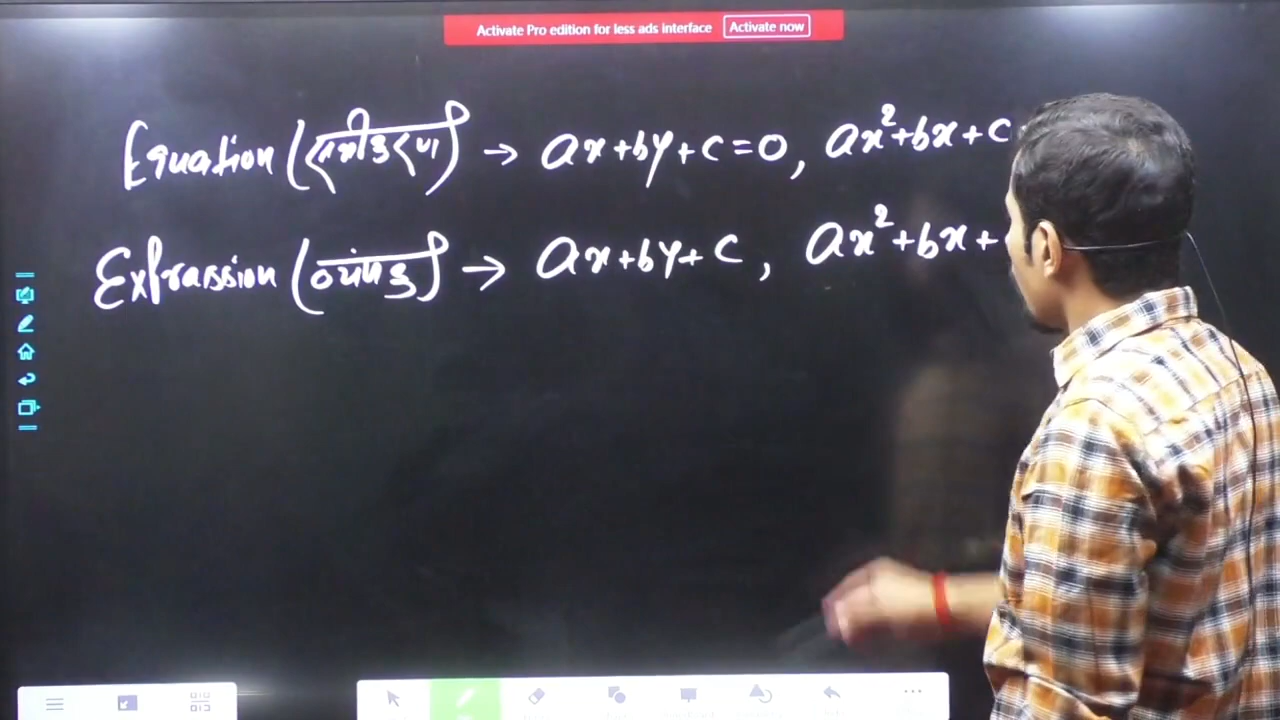 Activate Pro edition for less ads interface Activate now
Equation (समीकरण) → ax+by+c=0, ax²+bx+c
Exprassion (व्यंजक) → ax+by+c, ax²+bx+